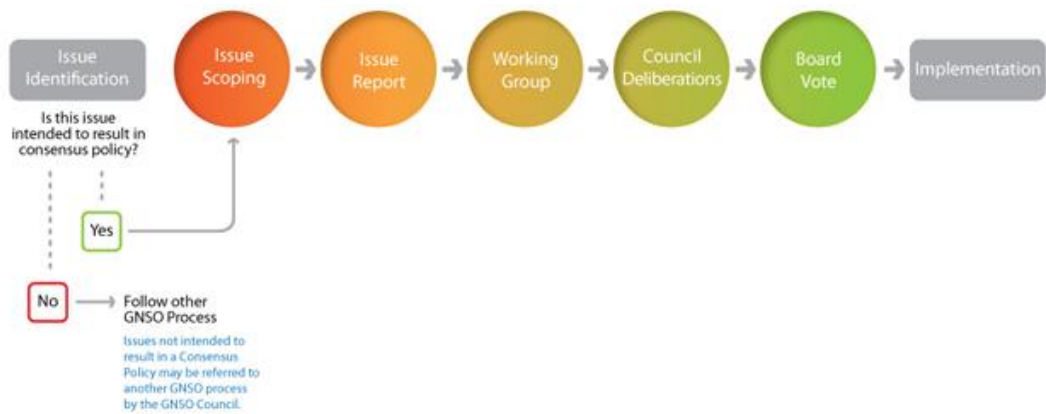 Issue
Identification
Issue
Scoping
Issue
Report
Working
Group
Council
Deliberations
Board
Vote
Implementation
Is this issue
intended to result in
consensus policy?
Yes
No
Follow other
GNSO Process
Issues not intended to
result in a Consensus
Policy may be referred to
another GNSO process
by the GNSO Council.